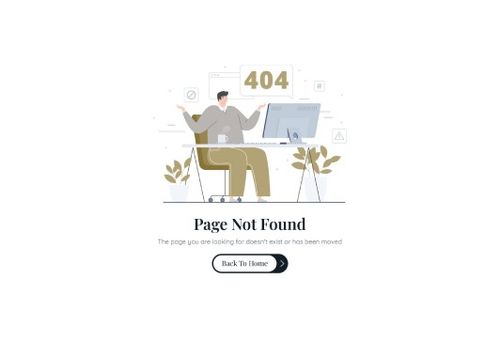 404
Page Not Found
The page you are looking for doesn't exist or has been moved
Back To Home